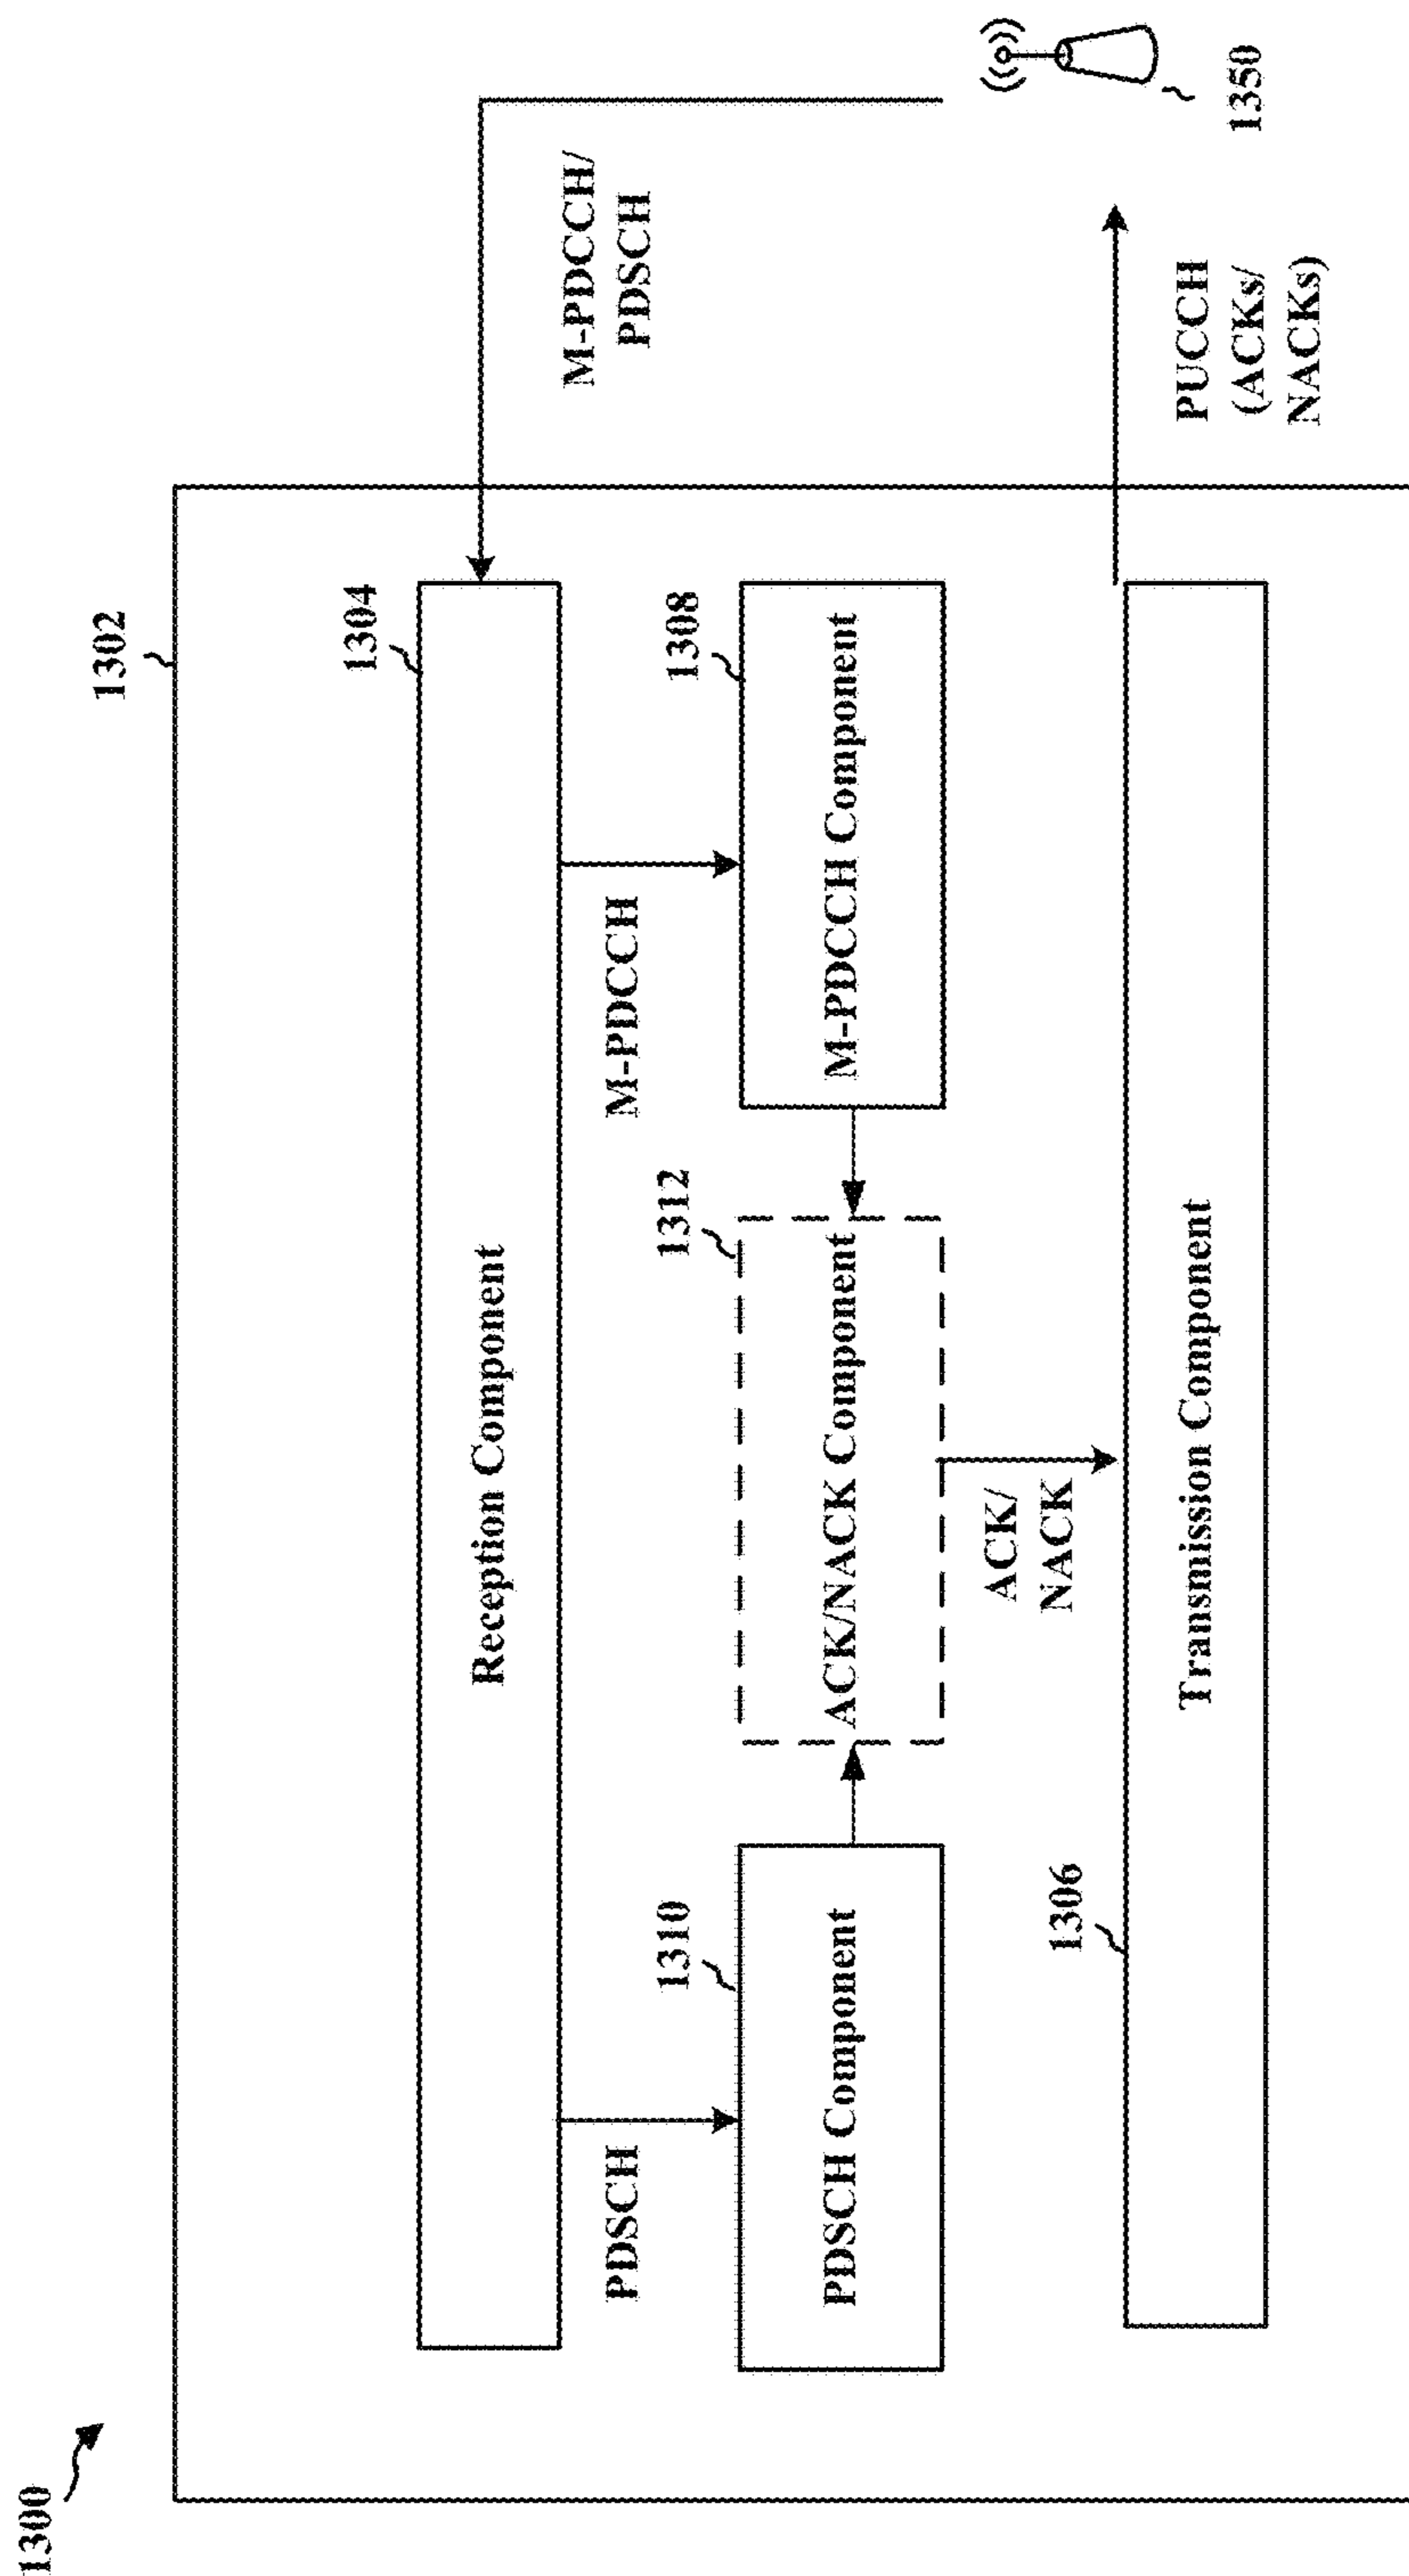 1300
1302
1304
Reception Component
M-PDCCH/
PDSCH
PDSCH
M-PDCCH
1310
1312
1308
PDSCH Component
ACK/NACK Component
M-PDCCH Component
ACK/
NACK
1306
Transmission Component
PUCCH
(ACKs/
NACKs)
1350